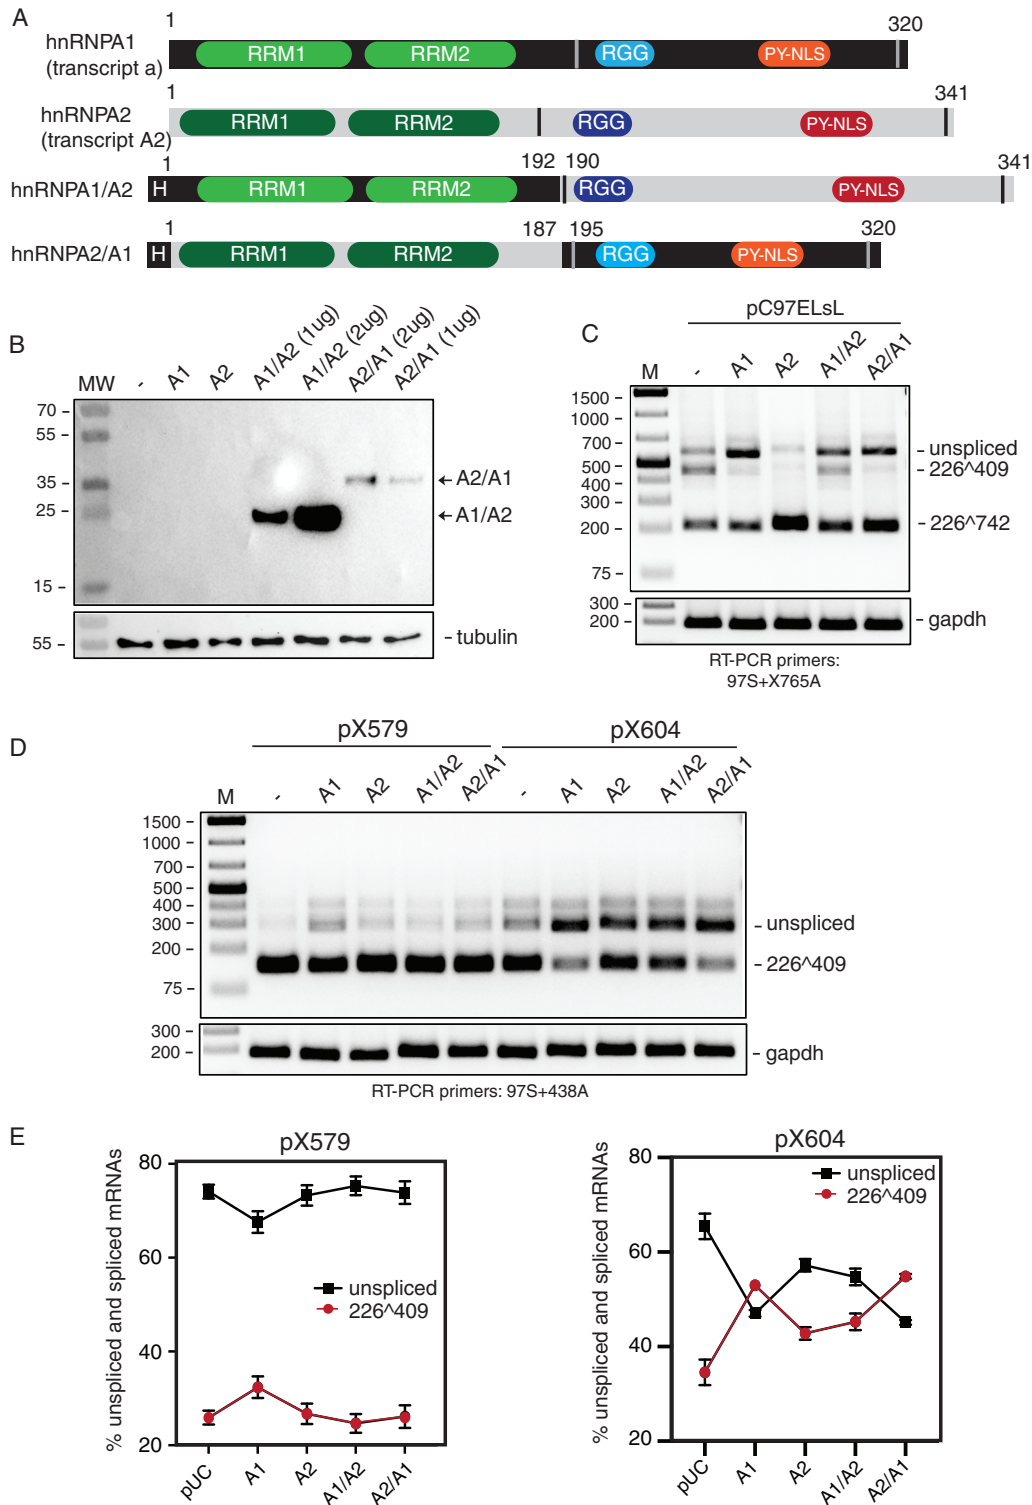 A
1
320
hnRNPA1
(transcript a)
RRM1 RRM2 RGG PY-NLS
1
341
hnRNPA2
(transcript A2)
RRM1 RRM2 RGG PY-NLS
1
192 190
341
hnRNPA1/A2
H RRM1 RRM2 RGG PY-NLS
1
187 195
320
hnRNPA2/A1
H RRM1 RRM2 RGG PY-NLS
B
MW - A1 A2 A1/A2 (1ug) A1/A2 (2ug) A2/A1 (2ug) A2/A1 (1ug)
70 –
55 –
35 –
25 –
15 –
←A2/A1
←A1/A2
55 –
–tubulin
C
pC97ELsL
M - A1 A2 A1/A2 A2/A1
1500 –
1000 –
700 –
500 –
400 –
300 –
200 –
75 –
–unspliced
–226^409
–226^742
300 –
200 –
–gapdh
RT-PCR primers:
97S+X765A
D
pX579
pX604
M - A1 A2 A1/A2 A2/A1 - A1 A2 A1/A2 A2/A1
1500 –
1000 –
700 –
500 –
400 –
300 –
200 –
75 –
–unspliced
–226^409
300 –
200 –
–gapdh
RT-PCR primers: 97S+438A
E
pX579
% unspliced and spliced mRNAs
80
60
40
20
unspliced
226^409
pUC A1 A2 A1/A2 A2/A1
pX604
% unspliced and spliced mRNAs
80
60
40
20
unspliced
226^409
pUC A1 A2 A1/A2 A2/A1